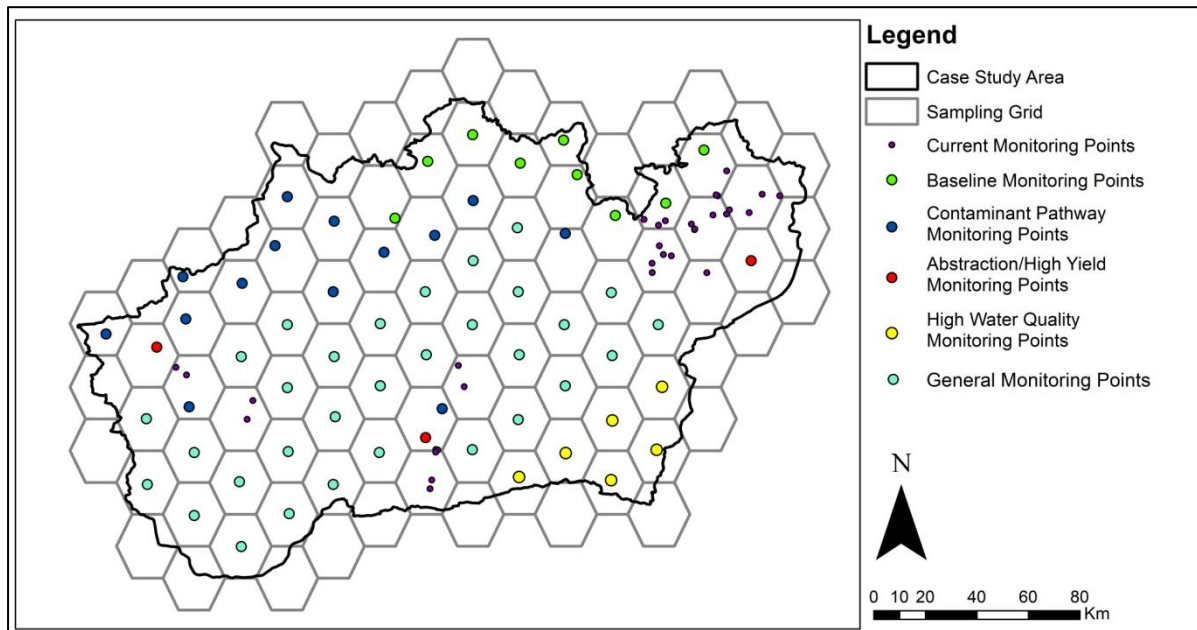 Legend
Case Study Area
Sampling Grid
Current Monitoring Points
Baseline Monitoring Points
Contaminant Pathway
Monitoring Points
Abstraction/High Yield
Monitoring Points
High Water Quality
Monitoring Points
General Monitoring Points
N
0 10 20 40 60 80
Km